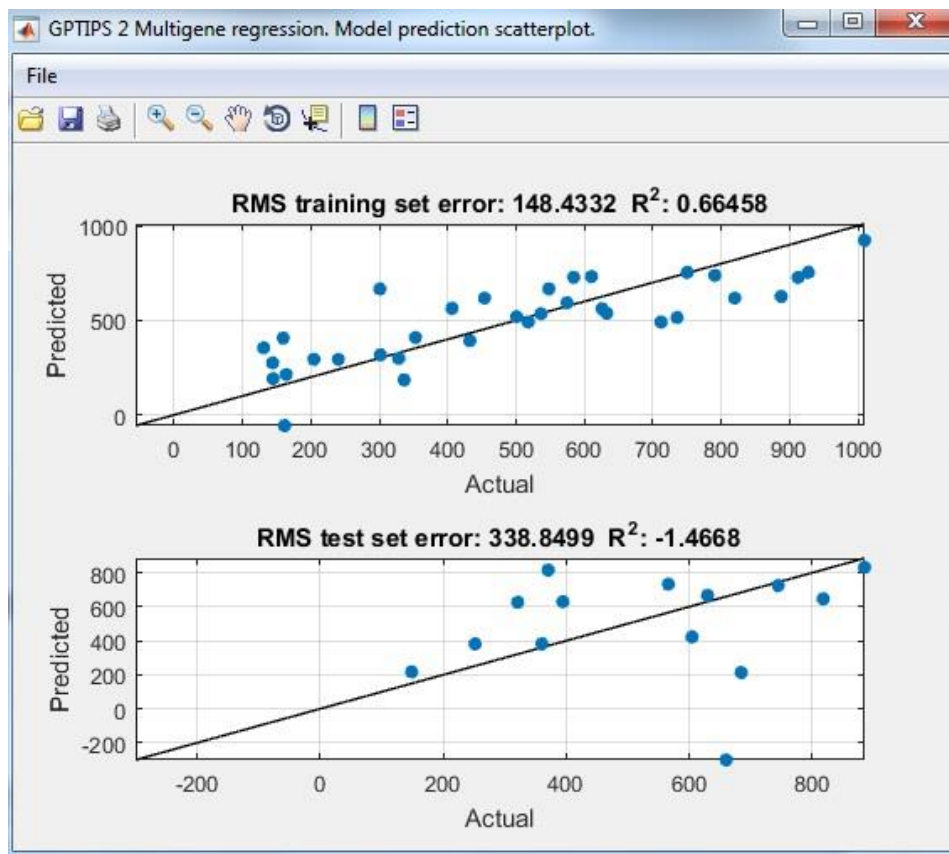 GPTIPS 2 Multigene regression. Model prediction scatterplot.
File
RMS training set error: 148.4332 R²: 0.66458
1000
500
0
Predicted
0 100 200 300 400 500 600 700 800 900 1000
Actual
RMS test set error: 338.8499 R²: -1.4668
800
600
400
200
0
-200
Predicted
-200 0 200 400 600 800
Actual